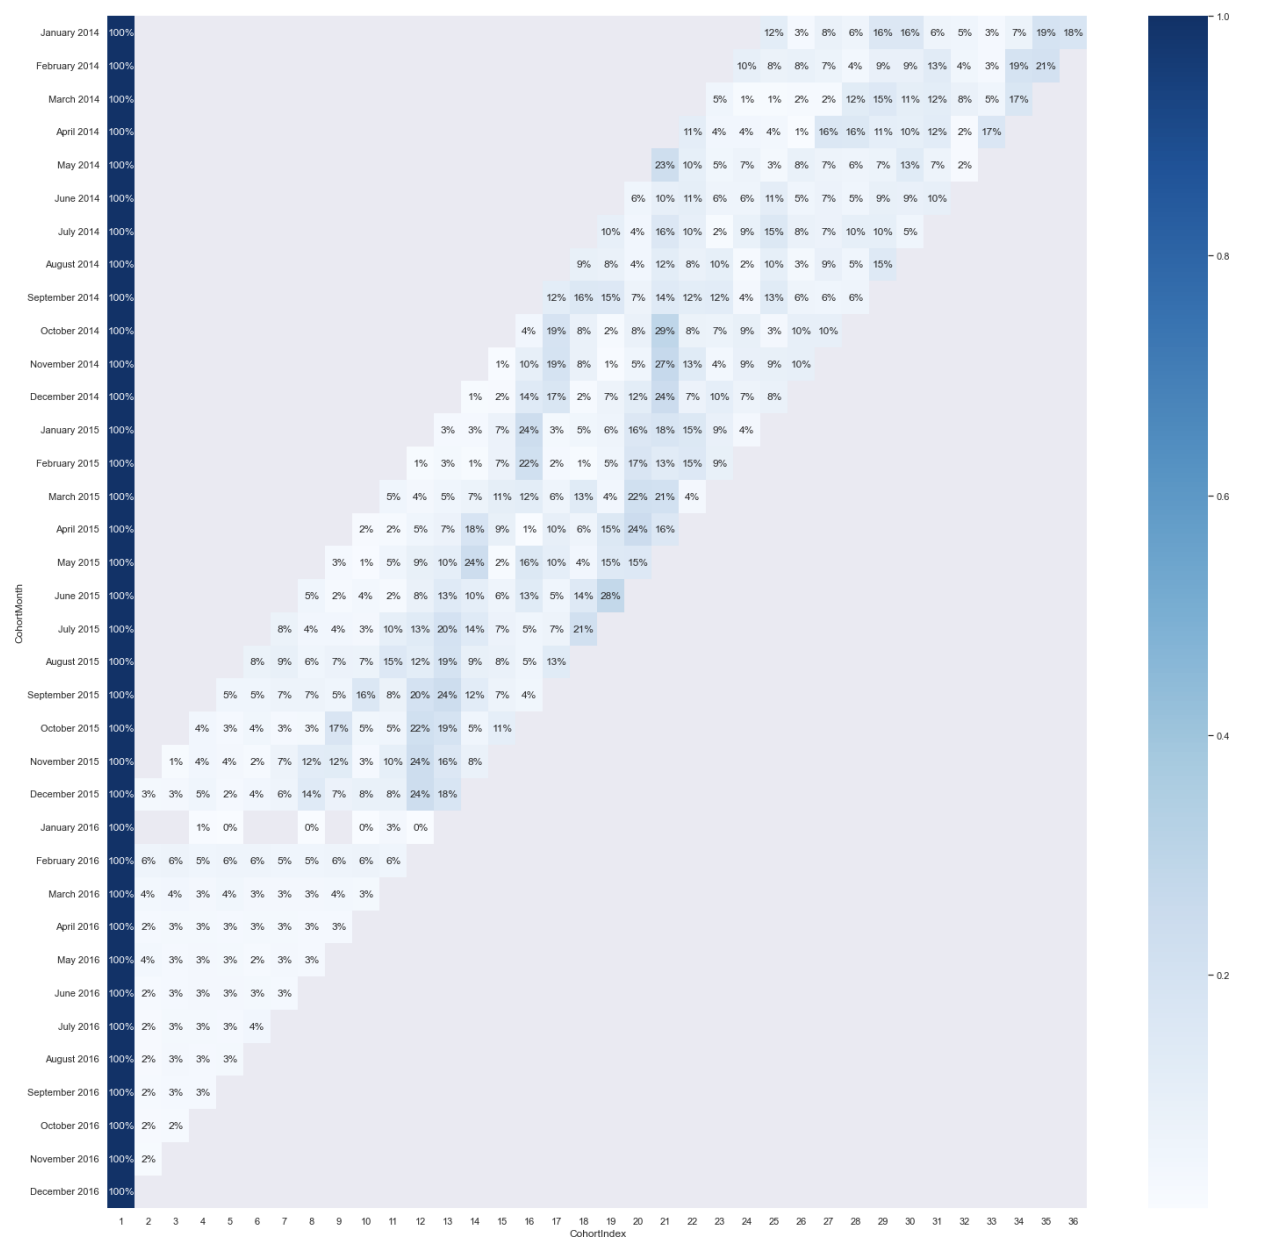 January 2014 100% 12% 3% 8% 6% 16% 16% 6% 5% 3% 7% 19% 18% 1.0
February 2014 100% 10% 8% 8% 7% 4% 9% 9% 13% 4% 3% 19% 21%
March 2014 100% 5% 1% 1% 2% 2% 12% 15% 11% 12% 8% 5% 17%
April 2014 100% 11% 4% 4% 4% 1% 16% 16% 11% 10% 12% 2% 17%
May 2014 100% 23% 10% 5% 7% 3% 8% 7% 6% 7% 13% 7% 2%
June 2014 100% 6% 10% 11% 6% 6% 11% 5% 7% 5% 9% 9% 10%
July 2014 100% 10% 4% 16% 10% 2% 9% 15% 8% 7% 10% 10% 5%
August 2014 100% 9% 8% 4% 12% 8% 10% 2% 10% 3% 9% 5% 15% 0.8
September 2014 100% 12% 16% 15% 7% 14% 12% 12% 4% 13% 6% 6% 6%
October 2014 100% 4% 19% 8% 2% 8% 29% 8% 7% 9% 3% 10% 10%
November 2014 100% 1% 10% 19% 8% 1% 5% 27% 13% 4% 9% 9% 10%
December 2014 100% 1% 2% 14% 17% 2% 7% 12% 24% 7% 10% 7% 8%
January 2015 100% 3% 3% 7% 24% 3% 5% 6% 16% 18% 15% 9% 4%
February 2015 100% 1% 3% 1% 7% 22% 2% 1% 5% 17% 13% 15% 9%
March 2015 100% 5% 4% 5% 7% 11% 12% 6% 13% 4% 22% 21% 4% 0.6
April 2015 100% 2% 2% 5% 7% 18% 9% 1% 10% 6% 15% 24% 16%
May 2015 100% 3% 1% 5% 9% 10% 24% 2% 16% 10% 4% 15% 15%
June 2015 100% 5% 2% 4% 2% 8% 13% 10% 6% 13% 5% 14% 28%
CohortMonth
July 2015 100% 8% 4% 4% 3% 10% 13% 20% 14% 7% 5% 7% 21%
August 2015 100% 8% 9% 6% 7% 7% 15% 12% 19% 9% 8% 5% 13%
September 2015 100% 5% 5% 7% 7% 5% 16% 8% 20% 24% 12% 7% 4%
October 2015 100% 4% 3% 4% 3% 3% 17% 5% 5% 22% 19% 5% 11% 0.4
November 2015 100% 1% 4% 4% 2% 7% 12% 12% 3% 10% 24% 16% 8%
December 2015 100% 3% 3% 5% 2% 4% 6% 14% 7% 8% 8% 24% 18%
January 2016 100% 1% 0% 0% 0% 3% 0%
February 2016 100% 6% 6% 5% 6% 6% 5% 5% 6% 6% 6%
March 2016 100% 4% 4% 3% 4% 3% 3% 3% 4% 3%
April 2016 100% 2% 3% 3% 3% 3% 3% 3% 3%
May 2016 100% 4% 3% 3% 3% 2% 3% 3%
0.2
June 2016 100% 2% 3% 3% 3% 3% 3%
July 2016 100% 2% 3% 3% 3% 4%
August 2016 100% 2% 3% 3% 3%
September 2016 100% 2% 3% 3%
October 2016 100% 2% 2%
November 2016 100% 2%
December 2016 100%
1 2 3 4 5 6 7 8 9 10 11 12 13 14 15 16 17 18 19 20 21 22 23 24 25 26 27 28 29 30 31 32 33 34 35 36
CohortIndex